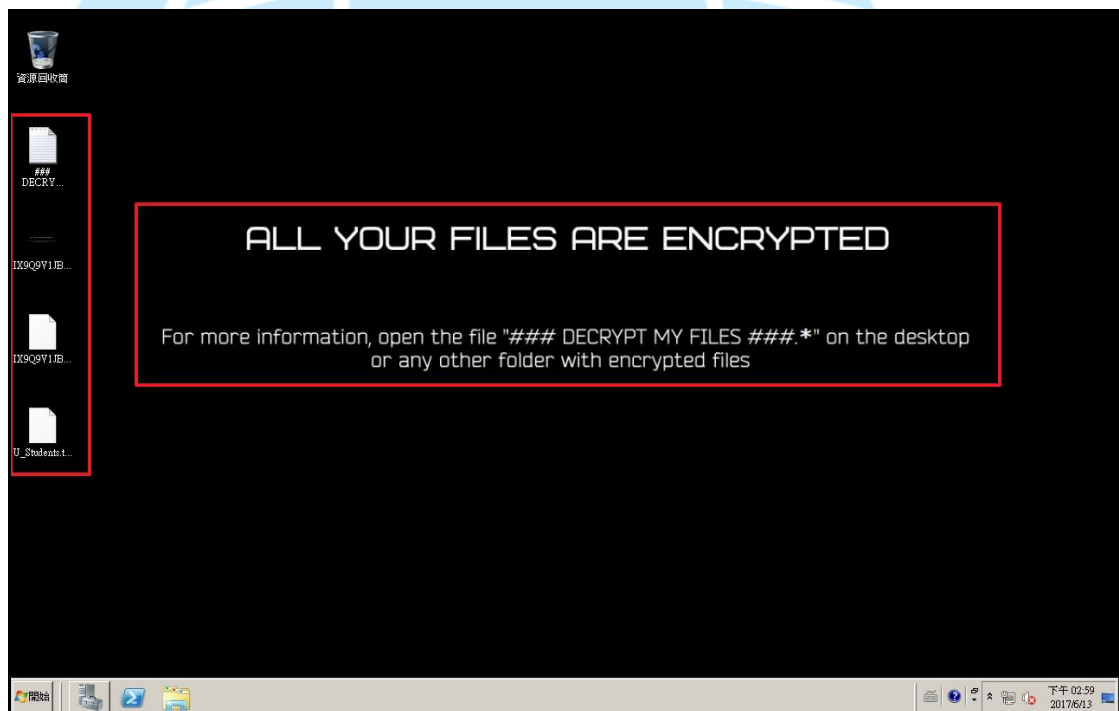 資源回收筒
###
DECRY...
IX9Q9V1JB...
IX9Q9V1JB...
U_Students.t...
ALL YOUR FILES ARE ENCRYPTED
For more information, open the file "### DECRYPT MY FILES ###.*" on the desktop
or any other folder with encrypted files
開始
下午 02:59
2017/6/13